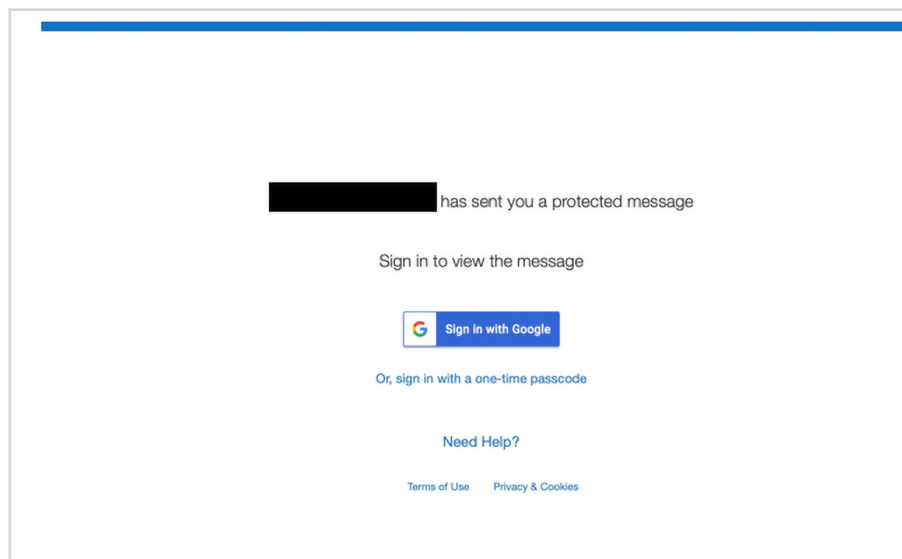 has sent you a protected message
Sign in to view the message
Sign in with Google
Or, sign in with a one-time passcode
Need Help?
Terms of Use Privacy & Cookies